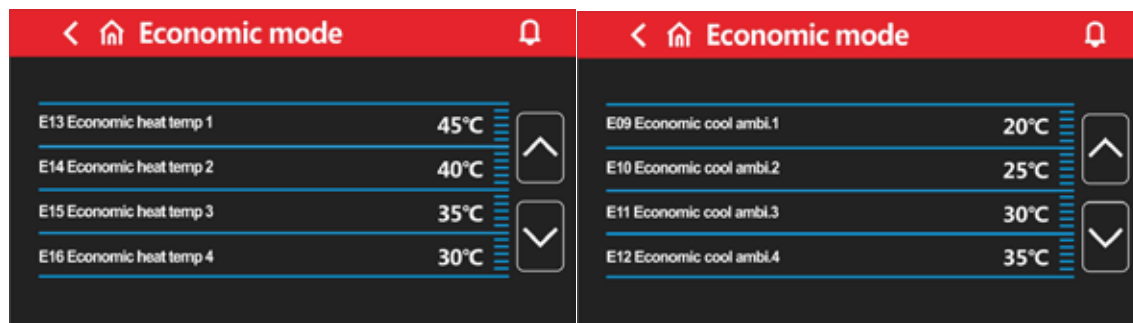 Economic mode
E13 Economic heat temp 1 45°C
E14 Economic heat temp 2 40°C
E15 Economic heat temp 3 35°C
E16 Economic heat temp 4 30°C
Economic mode
E09 Economic cool ambi.1 20°C
E10 Economic cool ambi.2 25°C
E11 Economic cool ambi.3 30°C
E12 Economic cool ambi.4 35°C